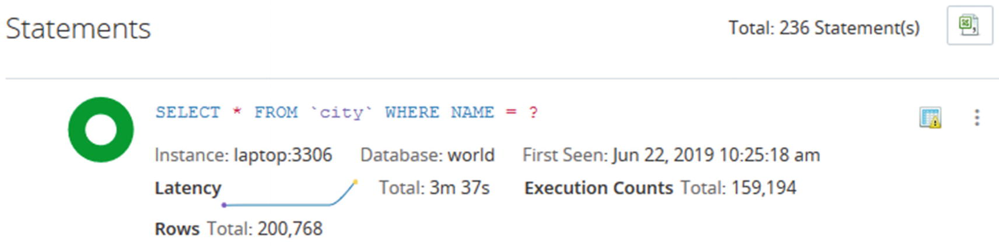 Statements Total: 236 Statement(s)
SELECT * FROM `city` WHERE NAME = ?
Instance: laptop:3306 Database: world First Seen: Jun 22, 2019 10:25:18 am
Latency Total: 3m 37s Execution Counts Total: 159,194
Rows Total: 200,768